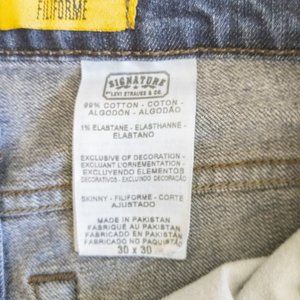 FILIFORME
SIGNATURE
BY LEVI STRAUSS & CO.
99% COTTON - COTON -
ALGODÓN - ALGODÃO
1% ELASTANE - ELASTHANNE -
ELASTANO
EXCLUSIVE OF DECORATION -
EXCLUANT L'ORNEMENTATION -
EXCLUYENDO ELEMENTOS
DECORATIVOS - EXCLUINDO DECORAÇÃO
SKINNY - FILIFORME - CORTE
AJUSTADO
MADE IN PAKISTAN
FABRIQUÉ AU PAKISTAN
FABRICADO EN PAKISTAN
FABRICADO NO PAQUISTÃO
30 X 30